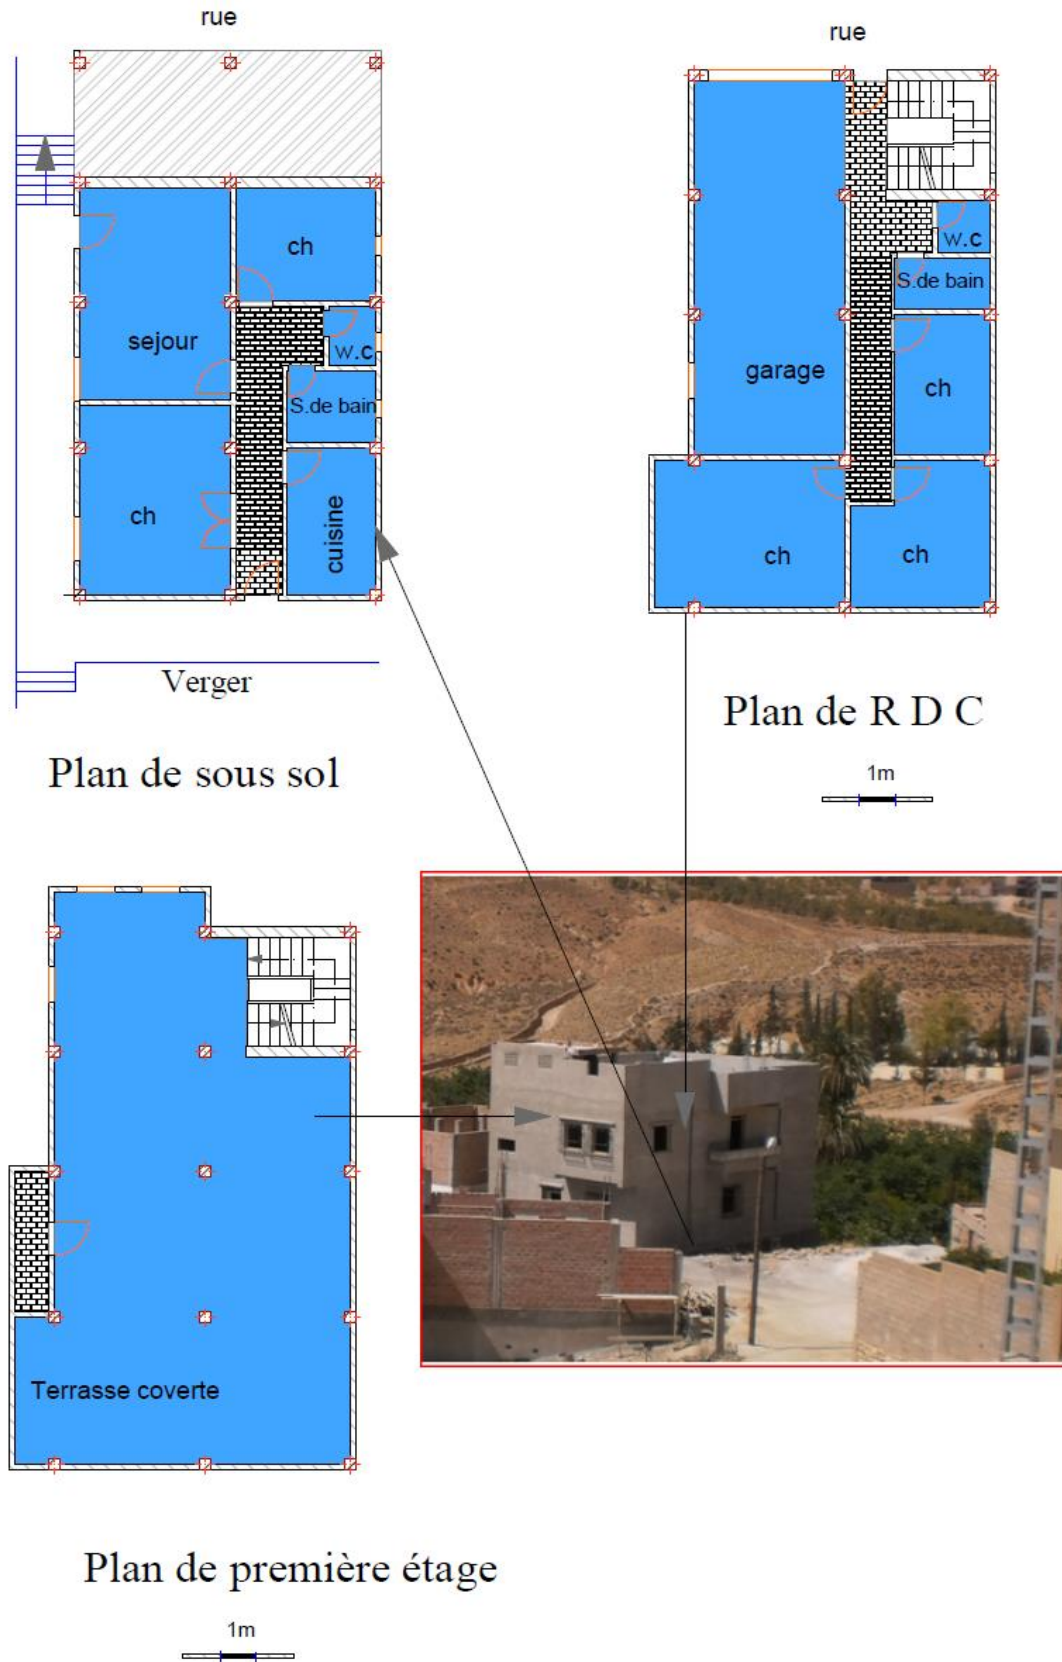 rue
ch
sejour
w.c
S.de bain
ch
cuisine
Verger
Plan de sous sol
rue
w.c
S.de bain
garage
ch
ch
ch
Plan de R D C
1m
Terrasse coverte
Plan de première étage
1m